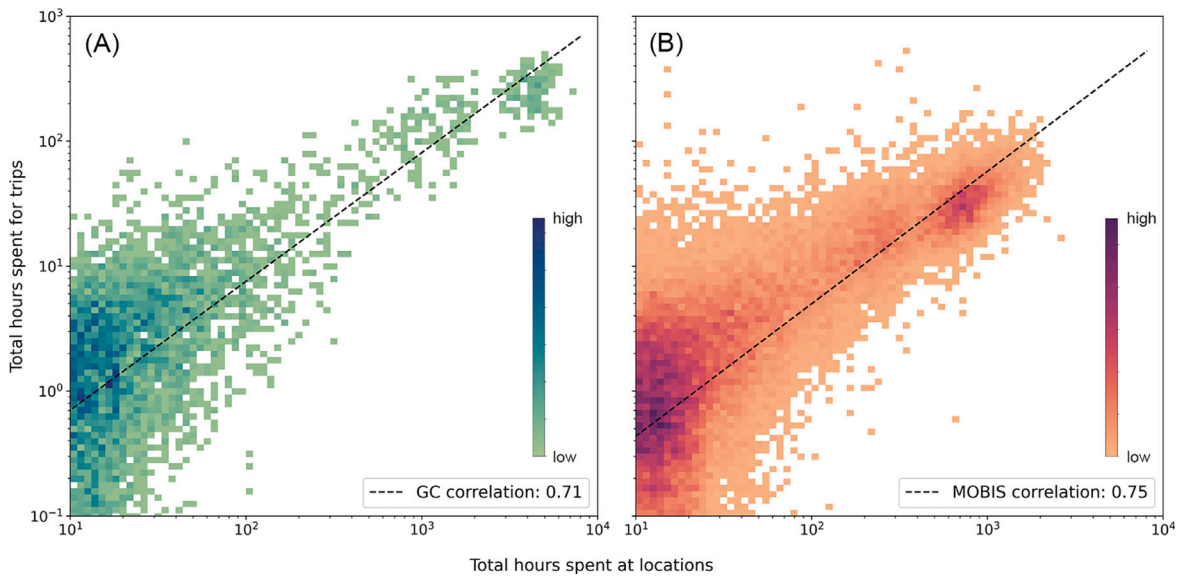 (A)
(B)
Total hours spent for trips
10³
10²
10¹
10⁰
10⁻¹
high
low
high
low
GC correlation: 0.71
MOBIS correlation: 0.75
10¹ 10² 10³ 10⁴
10¹ 10² 10³ 10⁴
Total hours spent at locations